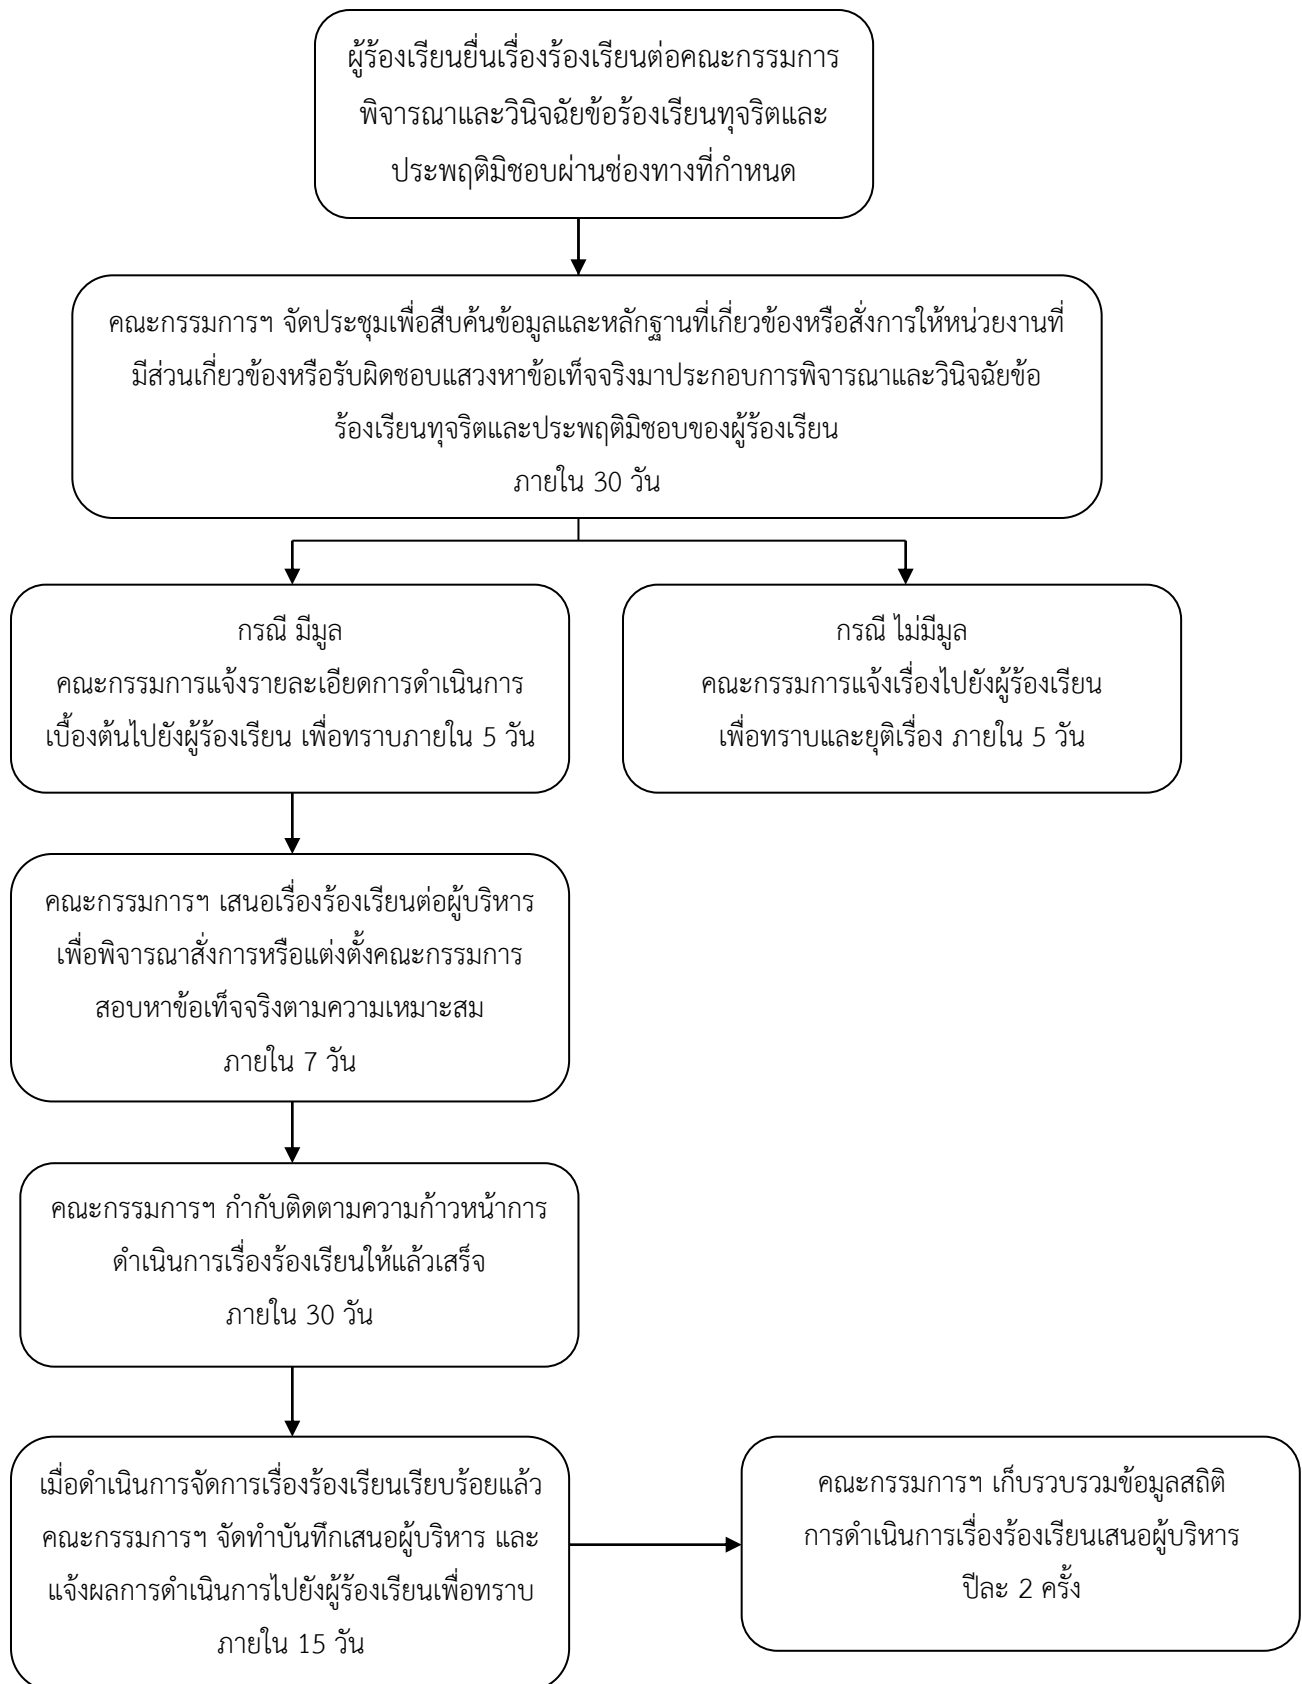 ผู้ร้องเรียนยื่นเรื่องร้องเรียนต่อคณะกรรมการ
พิจารณาและวินิจฉัยข้อร้องเรียนทุจริตและ
ประพฤติมิชอบผ่านช่องทางที่กำหนด
คณะกรรมการฯ จัดประชุมเพื่อสืบค้นข้อมูลและหลักฐานที่เกี่ยวข้องหรือสั่งการให้หน่วยงานที่
มีส่วนเกี่ยวข้องหรือรับผิดชอบแสวงหาข้อเท็จจริงมาประกอบการพิจารณาและวินิจฉัยข้อ
ร้องเรียนทุจริตและประพฤติมิชอบของผู้ร้องเรียน
ภายใน 30 วัน
กรณี มีมูล
คณะกรรมการแจ้งรายละเอียดการดำเนินการ
เบื้องต้นไปยังผู้ร้องเรียน เพื่อทราบภายใน 5 วัน
กรณี ไม่มีมูล
คณะกรรมการแจ้งเรื่องไปยังผู้ร้องเรียน
เพื่อทราบและยุติเรื่อง ภายใน 5 วัน
คณะกรรมการฯ เสนอเรื่องร้องเรียนต่อผู้บริหาร
เพื่อพิจารณาสั่งการหรือแต่งตั้งคณะกรรมการ
สอบหาข้อเท็จจริงตามความเหมาะสม
ภายใน 7 วัน
คณะกรรมการฯ กำกับติดตามความก้าวหน้าการ
ดำเนินการเรื่องร้องเรียนให้แล้วเสร็จ
ภายใน 30 วัน
เมื่อดำเนินการจัดการเรื่องร้องเรียนเรียบร้อยแล้ว
คณะกรรมการฯ จัดทำบันทึกเสนอผู้บริหาร และ
แจ้งผลการดำเนินการไปยังผู้ร้องเรียนเพื่อทราบ
ภายใน 15 วัน
คณะกรรมการฯ เก็บรวบรวมข้อมูลสถิติ
การดำเนินการเรื่องร้องเรียนเสนอผู้บริหาร
ปีละ 2 ครั้ง